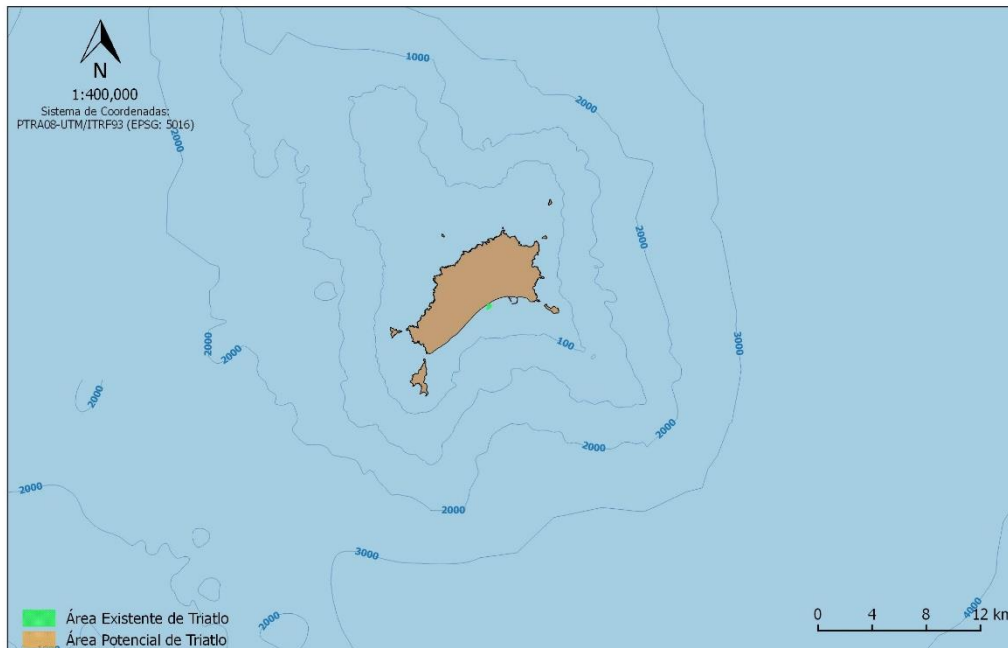 N
1:400,000
Sistema de Coordenadas:
PTRA08-UTM/ITRF93 (EPSG: 5016)
1000
2000
2000
2000
3000
2000
2000
100
2000
2000
2000
2000
2000
3000
2000
4000
Área Existente de Triatlo
Área Potencial de Triatlo
0 4 8 12 km